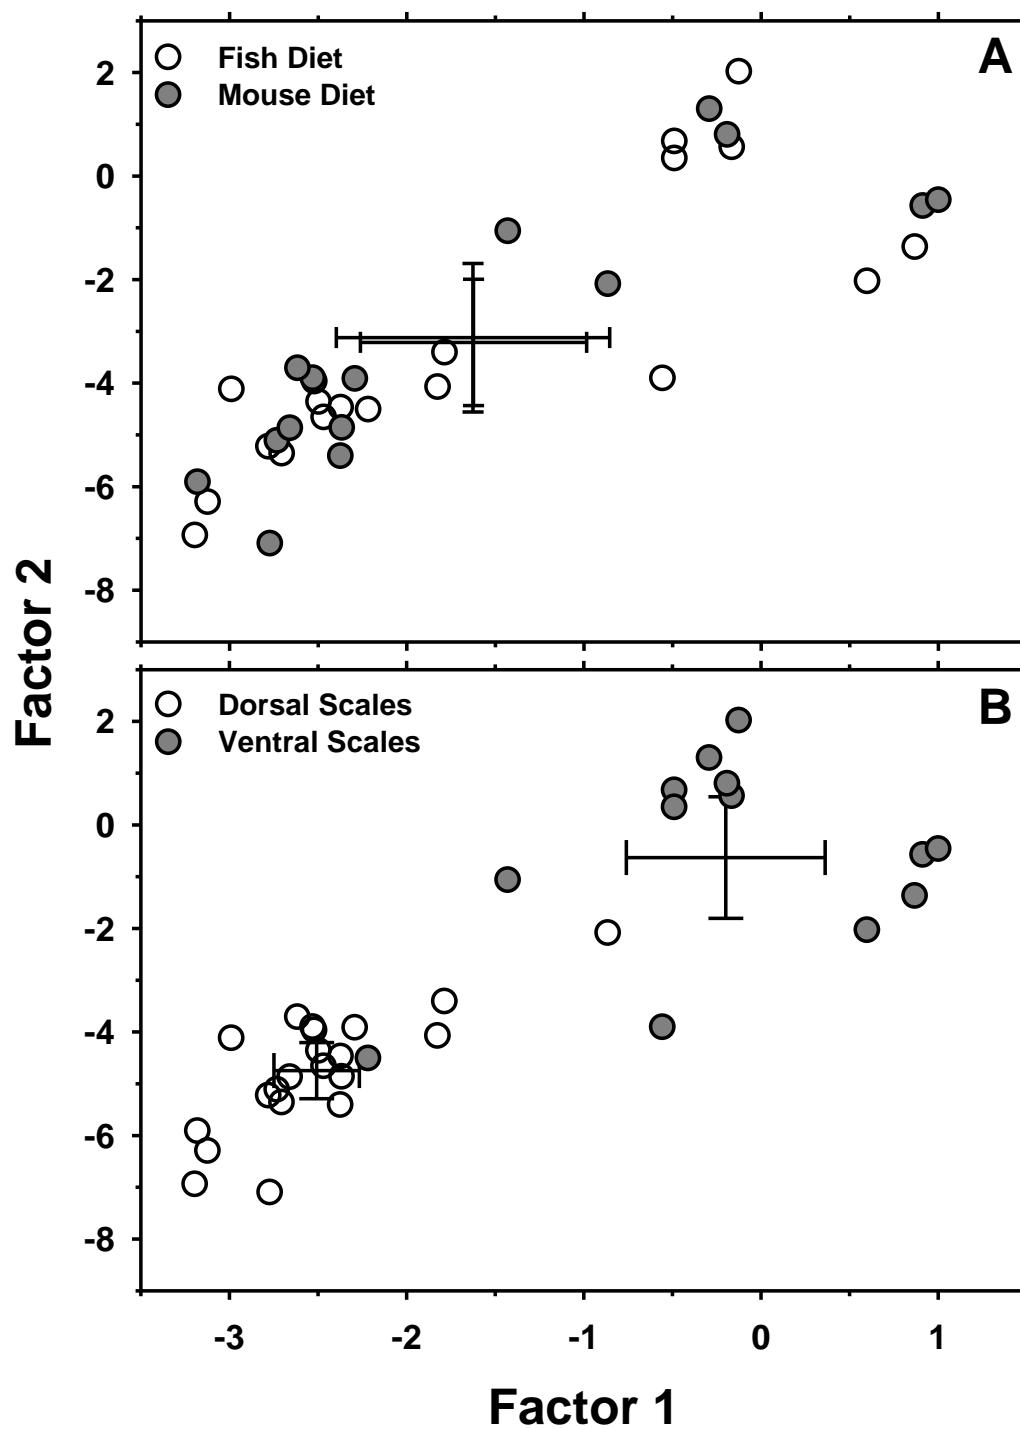 A
Fish Diet
Mouse Diet
2
0
-2
-4
-6
-8
Factor 2
B
Dorsal Scales
Ventral Scales
2
0
-2
-4
-6
-8
-3 -2 -1 0 1
Factor 1